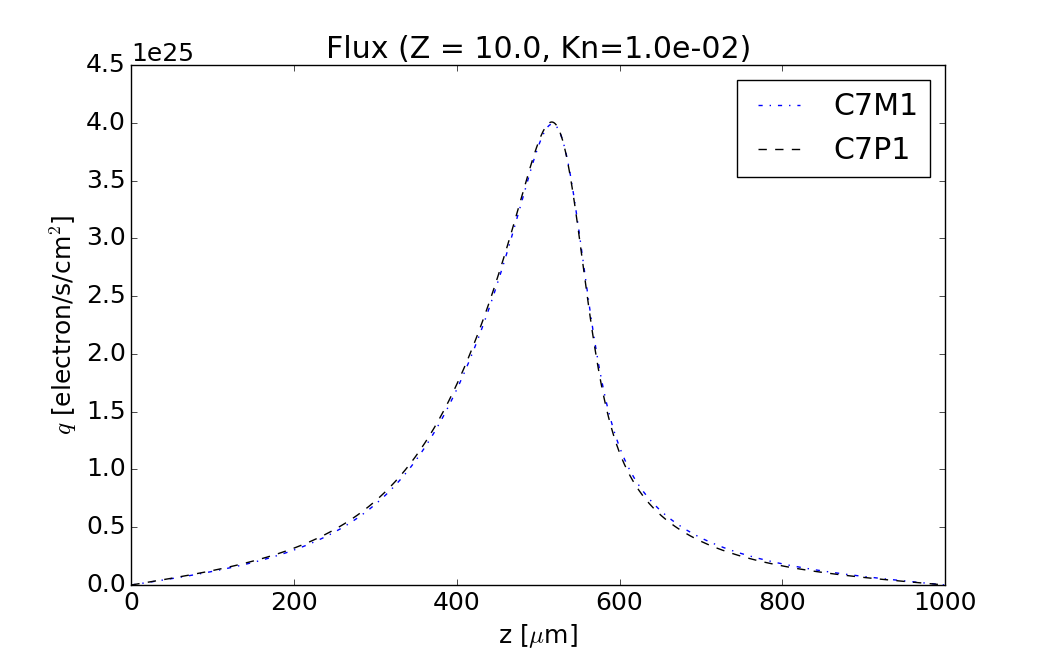 Flux (Z = 10.0, Kn=1.0e-02)
1e25
4.5
4.0
3.5
3.0
2.5
2.0
1.5
1.0
0.5
0.0
q [electron/s/cm²]
C7M1
C7P1
0 200 400 600 800 1000
z [μm]